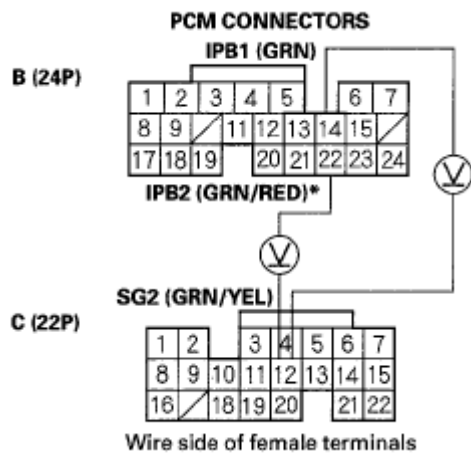 PCM CONNECTORS
IPB1 (GRN)
B (24P)
1 2 3 4 5 6 7
8 9 11 12 13 14 15
17 18 19 20 21 22 23 24
V
IPB2 (GRN/RED)*
V
SG2 (GRN/YEL)
C (22P)
1 2 3 4 5 6 7
8 9 10 11 12 13 14 15
16 18 19 20 21 22
Wire side of female terminals